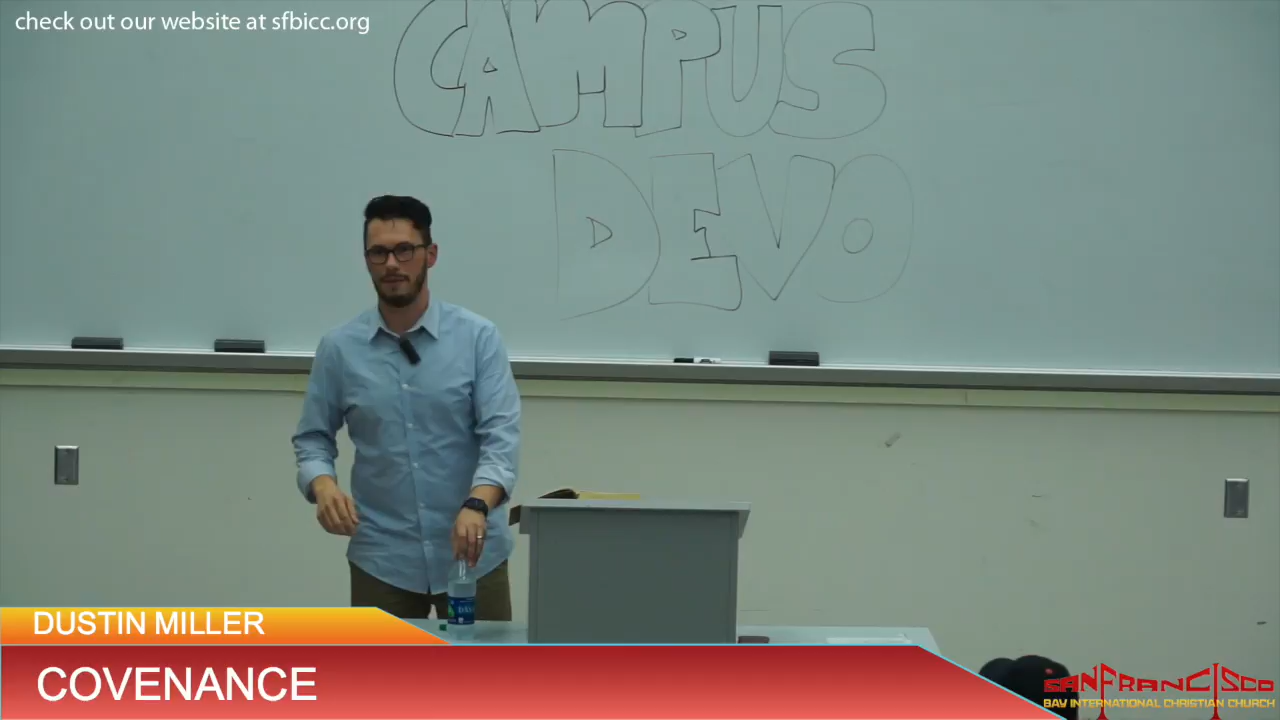 check out our website at sfbicc.org
CAMPUS
DEVO
DUSTIN MILLER
COVENANCE
SANFRANCISCO
BAY INTERNATIONAL CHRISTIAN CHURCH